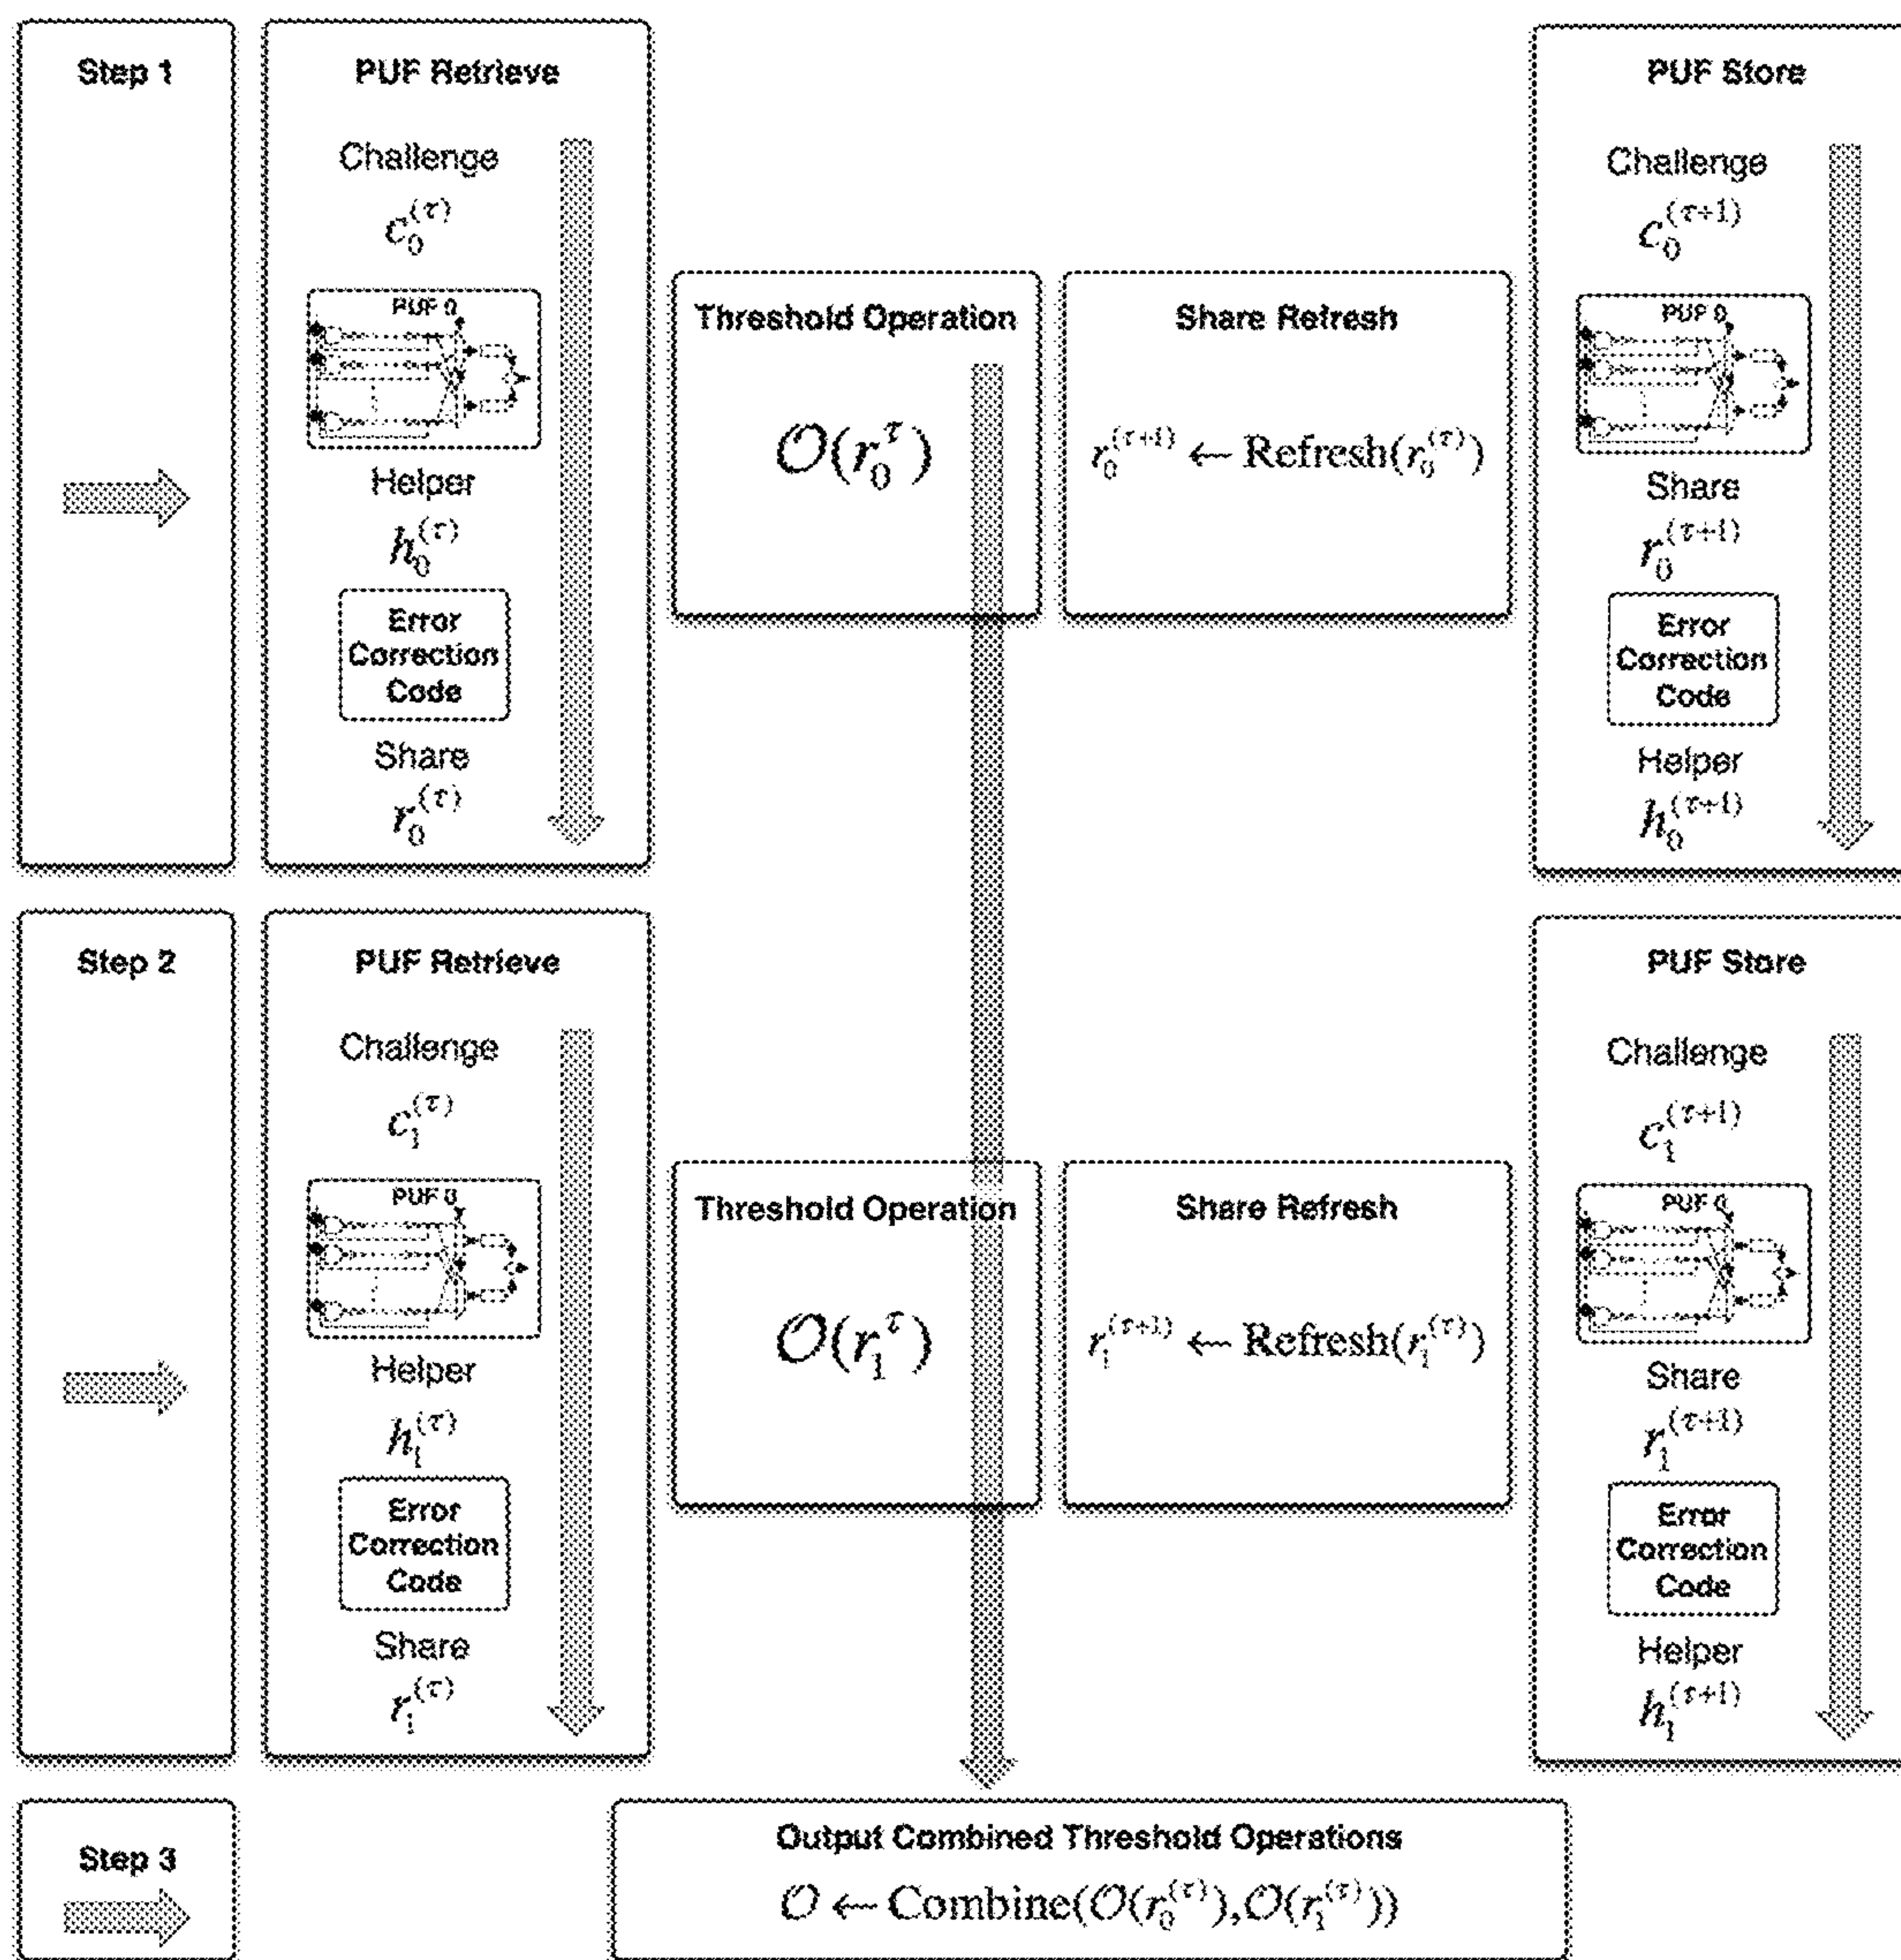 Step 1
PUF Retrieve
Challenge
c_0^{(τ)}
PUF 0
Helper
h_0^{(τ)}
Error
Correction
Code
Share
r_0^{(τ)}
Threshold Operation
𝒪(r_0^τ)
Share Refresh
r_0^{(τ+1)} ← Refresh(r_0^{(τ)})
PUF Store
Challenge
c_0^{(τ+1)}
PUF 0
Share
r_0^{(τ+1)}
Error
Correction
Code
Helper
h_0^{(τ+1)}
Step 2
PUF Retrieve
Challenge
c_1^{(τ)}
PUF 0
Helper
h_1^{(τ)}
Error
Correction
Code
Share
r_1^{(τ)}
Threshold Operation
𝒪(r_1^τ)
Share Refresh
r_1^{(τ+1)} ← Refresh(r_1^{(τ)})
PUF Store
Challenge
c_1^{(τ+1)}
PUF 0
Share
r_1^{(τ+1)}
Error
Correction
Code
Helper
h_1^{(τ+1)}
Step 3
Output Combined Threshold Operations
𝒪 ← Combine(𝒪(r_0^{(τ)}),𝒪(r_1^{(τ)}))